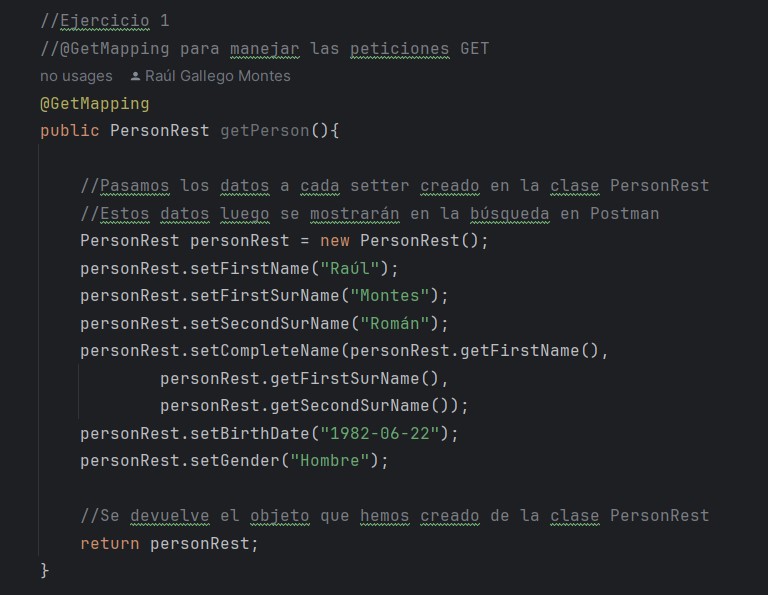 //Ejercicio 1
//@GetMapping para manejar las peticiones GET
no usages Raúl Gallego Montes
@GetMapping
public PersonRest getPerson(){
//Pasamos los datos a cada setter creado en la clase PersonRest
//Estos datos luego se mostrarán en la búsqueda en Postman
PersonRest personRest = new PersonRest();
personRest.setFirstName("Raúl");
personRest.setFirstSurName("Montes");
personRest.setSecondSurName("Román");
personRest.setCompleteName(personRest.getFirstName(),
personRest.getFirstSurName(),
personRest.getSecondSurName());
personRest.setBirthDate("1982-06-22");
personRest.setGender("Hombre");
//Se devuelve el objeto que hemos creado de la clase PersonRest
return personRest;
}